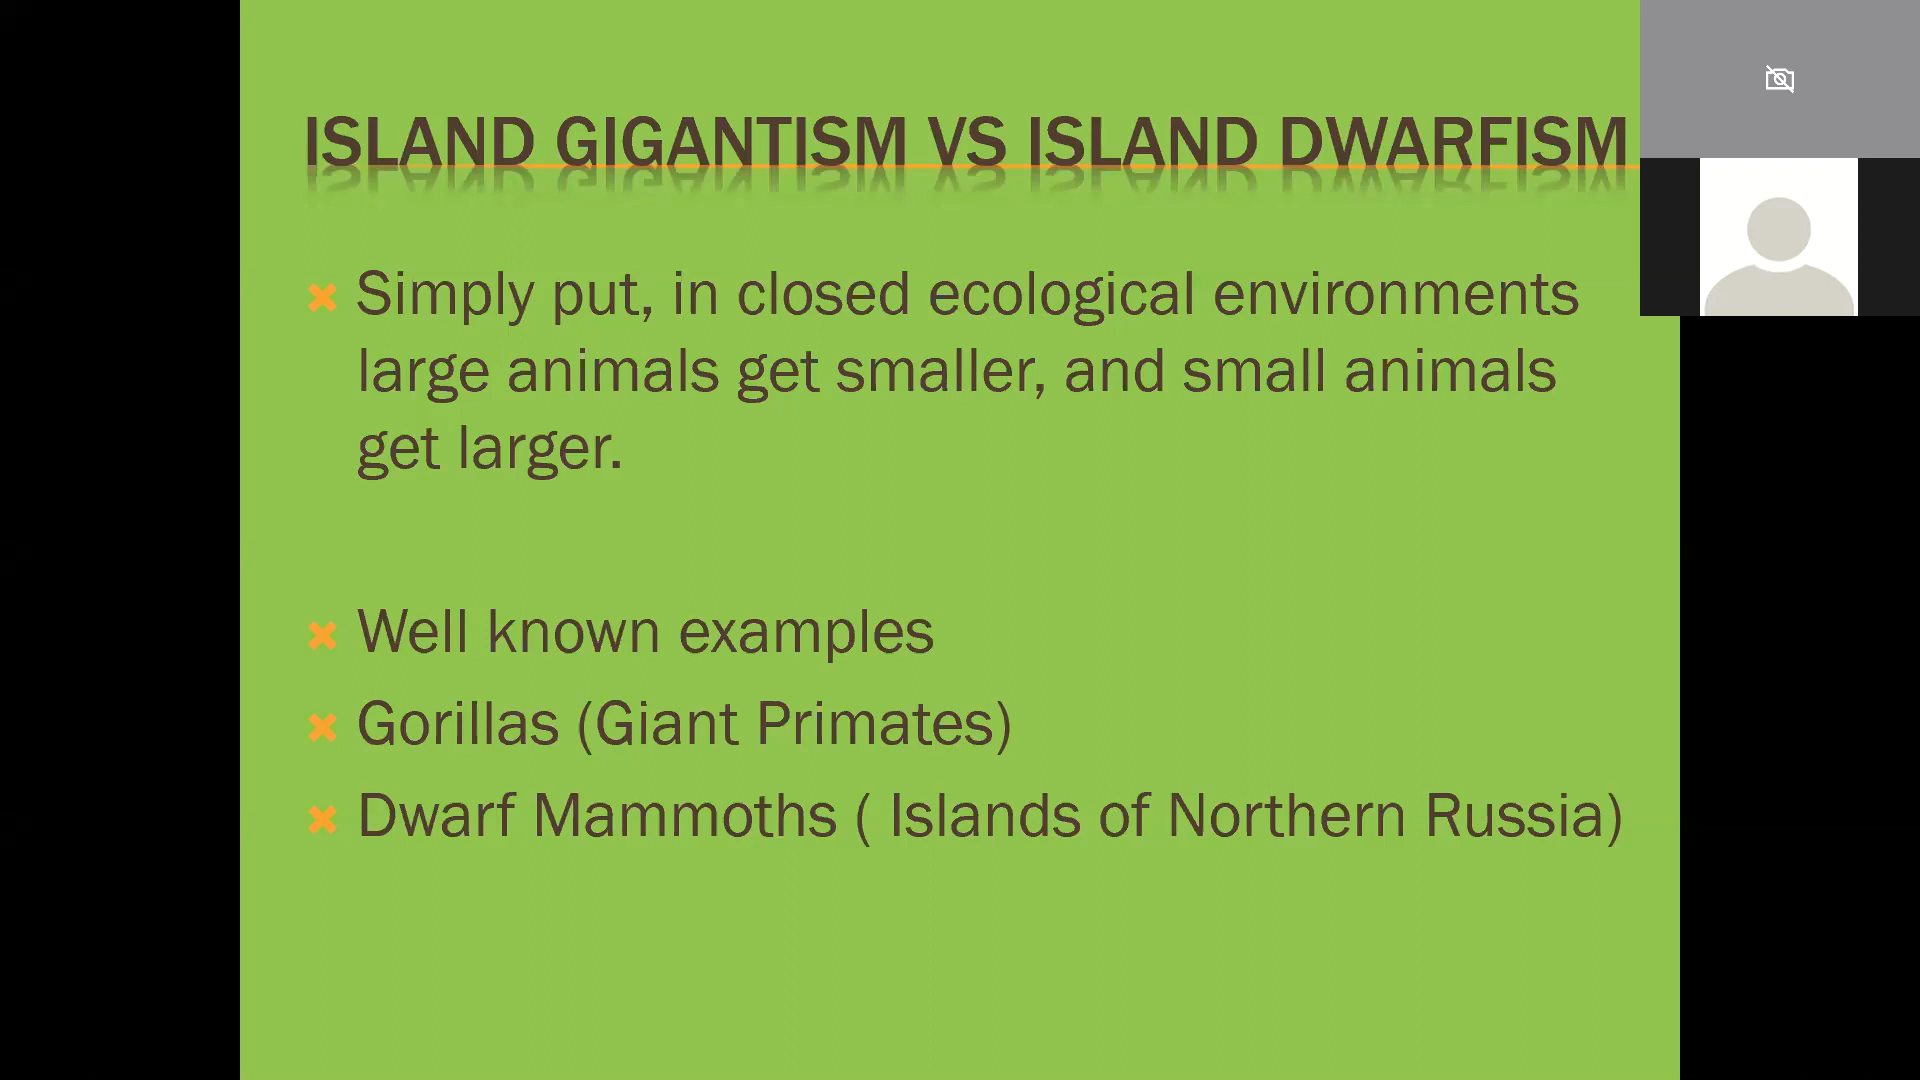 ISLAND GIGANTISM VS ISLAND DWARFISM
Simply put, in closed ecological environments
large animals get smaller, and small animals
get larger.
Well known examples
Gorillas (Giant Primates)
Dwarf Mammoths ( Islands of Northern Russia)